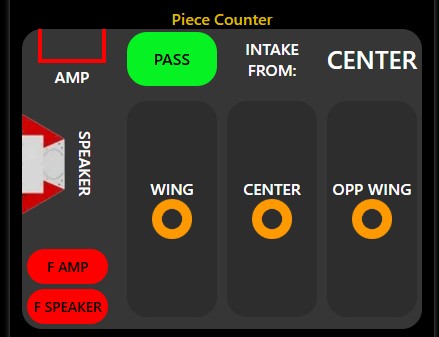 Piece Counter
AMP
PASS
INTAKE
FROM:
CENTER
SPEAKER
WING
CENTER
OPP WING
F AMP
F SPEAKER